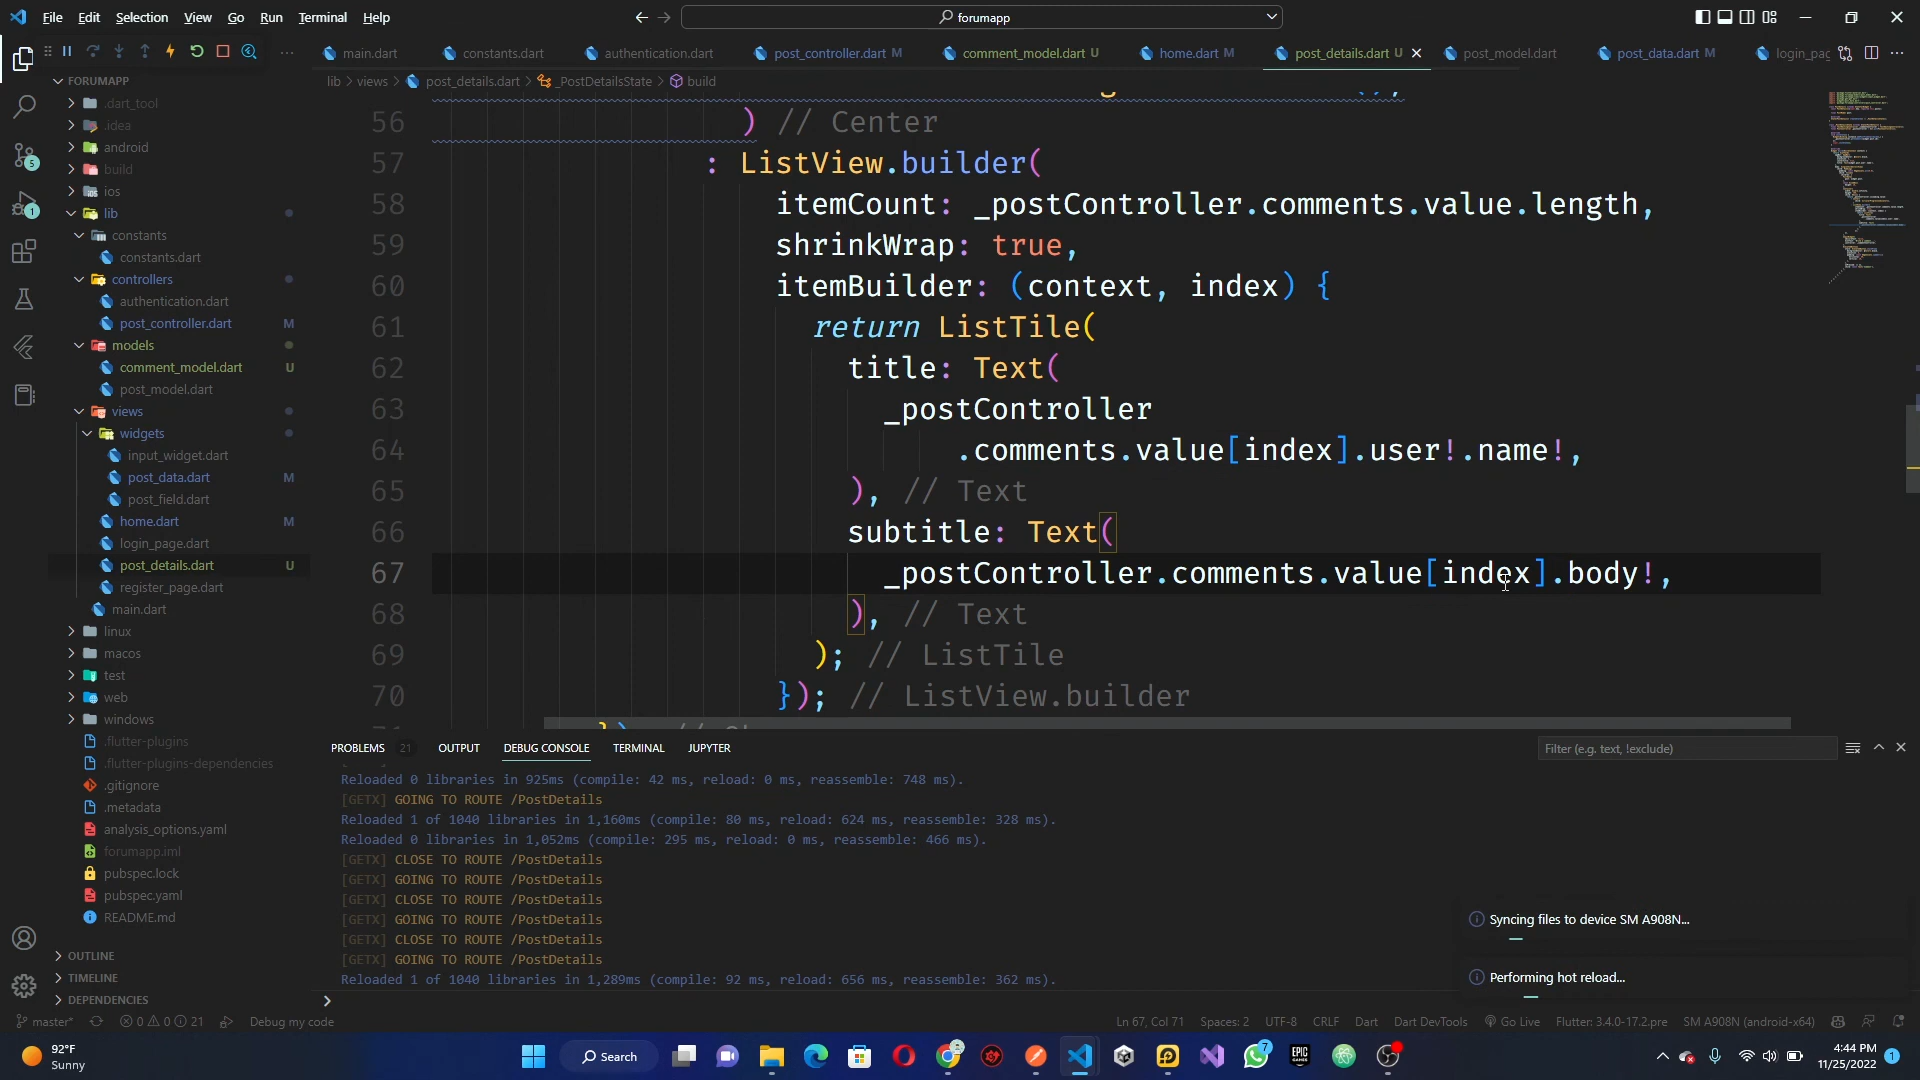 File Edit Selection View Go Run Terminal Help
forumapp
main.dart constants.dart authentication.dart post_controller.dart M comment_model.dart U home.dart M post_details.dart U post_model.dart post_data.dart M login_pag
lib > views > post_details.dart > _PostDetailsState > build
FORUMAPP
.dart_tool
.idea
android
build
ios
lib
constants
constants.dart
controllers
authentication.dart
post_controller.dart M
models
comment_model.dart U
post_model.dart
views
widgets
input_widget.dart
post_data.dart M
post_field.dart
home.dart M
login_page.dart
post_details.dart U
register_page.dart
main.dart
linux
macos
test
web
windows
.flutter-plugins
.flutter-plugins-dependencies
.gitignore
.metadata
analysis_options.yaml
forumapp.iml
pubspec.lock
pubspec.yaml
README.md
OUTLINE
TIMELINE
DEPENDENCIES
5
1
56 ) // Center
57 : ListView.builder(
58 itemCount: _postController.comments.value.length,
59 shrinkWrap: true,
60 itemBuilder: (context, index) {
61 return ListTile(
62 title: Text(
63 _postController
64 .comments.value[index].user!.name!,
65 ), // Text
66 subtitle: Text(
67 _postController.comments.value[index].body!,
68 ), // Text
69 ); // ListTile
70 }); // ListView.builder
PROBLEMS 21 OUTPUT DEBUG CONSOLE TERMINAL JUPYTER
Filter (e.g. text, !exclude)
Reloaded 0 libraries in 925ms (compile: 42 ms, reload: 0 ms, reassemble: 748 ms).
[GETX] GOING TO ROUTE /PostDetails
Reloaded 1 of 1040 libraries in 1,160ms (compile: 80 ms, reload: 624 ms, reassemble: 328 ms).
Reloaded 0 libraries in 1,052ms (compile: 295 ms, reload: 0 ms, reassemble: 466 ms).
[GETX] CLOSE TO ROUTE /PostDetails
[GETX] GOING TO ROUTE /PostDetails
[GETX] CLOSE TO ROUTE /PostDetails
[GETX] GOING TO ROUTE /PostDetails
[GETX] CLOSE TO ROUTE /PostDetails
[GETX] GOING TO ROUTE /PostDetails
Reloaded 1 of 1040 libraries in 1,289ms (compile: 92 ms, reload: 656 ms, reassemble: 362 ms).
Syncing files to device SM A908N...
Performing hot reload...
master* 0 0 21 Debug my code
Ln 67, Col 71 Spaces: 2 UTF-8 CRLF Dart Dart DevTools Go Live Flutter: 3.4.0-17.2.pre SM A908N (android-x64)
92°F
Sunny
Search
7
EPIC GAMES
4:44 PM
11/25/2022
1